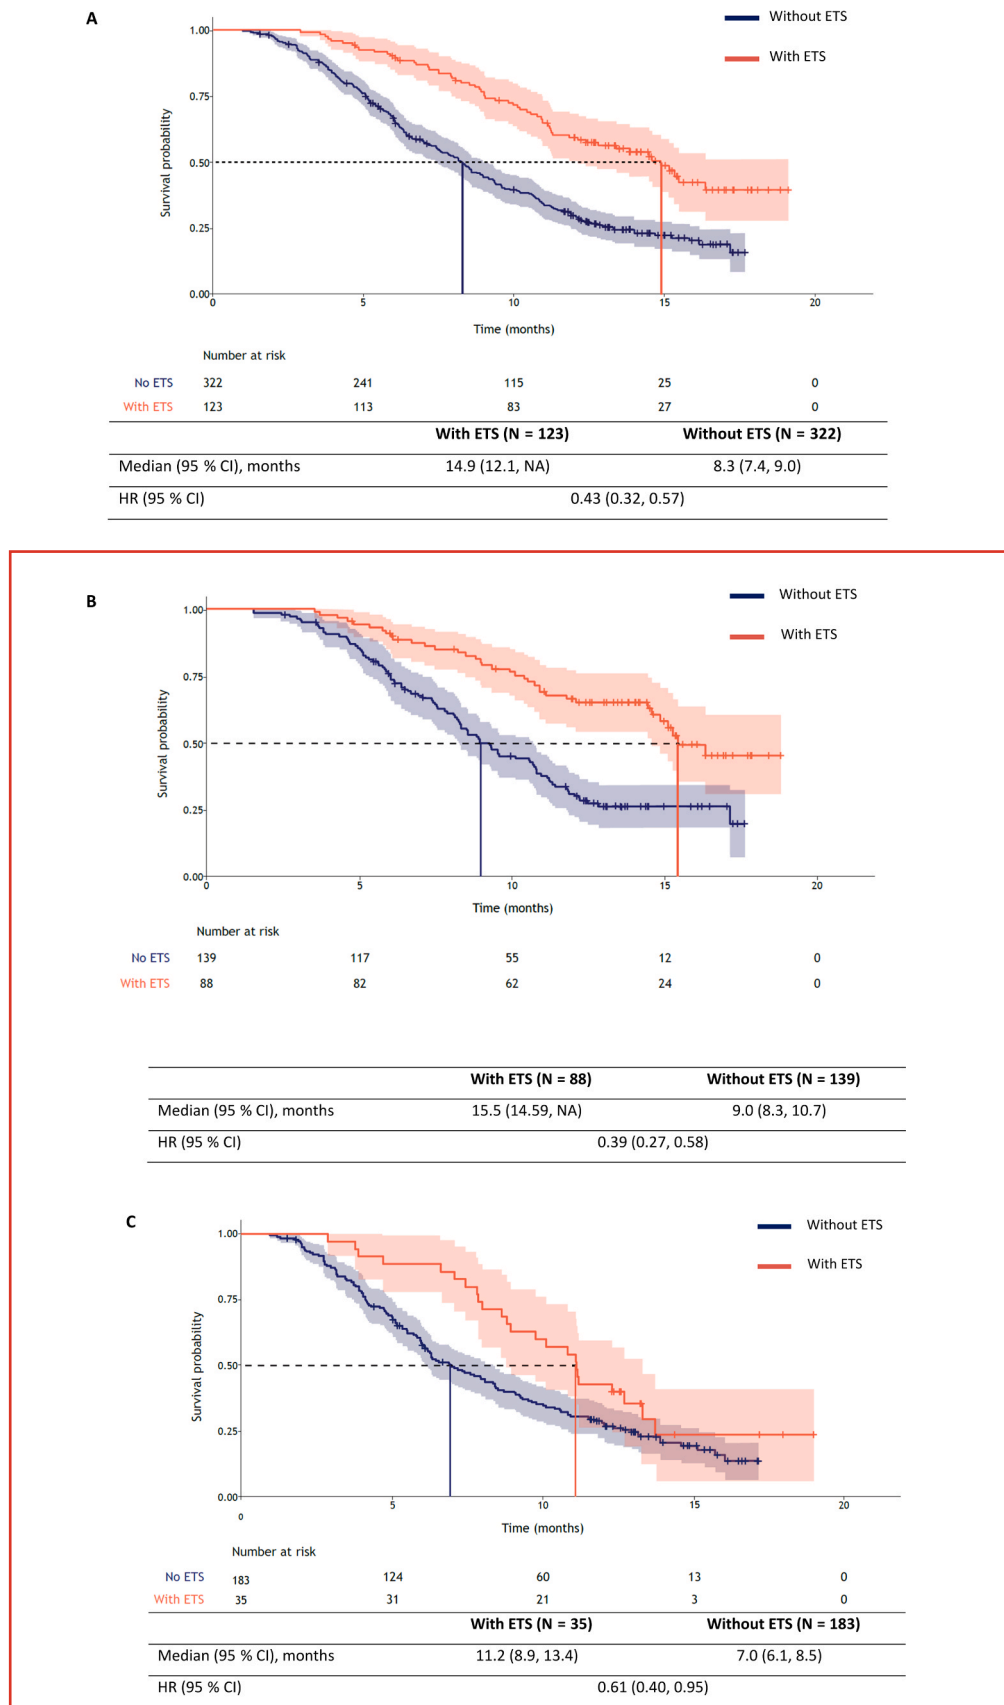 A
Without ETS
With ETS
1.00
0.75
0.50
0.25
0.00
Survival probability
0 5 10 15 20
Time (months)
Number at risk
No ETS 322 241 115 25 0
With ETS 123 113 83 27 0
With ETS (N = 123) Without ETS (N = 322)
Median (95 % CI), months 14.9 (12.1, NA) 8.3 (7.4, 9.0)
HR (95 % CI) 0.43 (0.32, 0.57)
B
Without ETS
With ETS
1.00
0.75
0.50
0.25
0.00
Survival probability
0 5 10 15 20
Time (months)
Number at risk
No ETS 139 117 55 12 0
With ETS 88 82 62 24 0
With ETS (N = 88) Without ETS (N = 139)
Median (95 % CI), months 15.5 (14.59, NA) 9.0 (8.3, 10.7)
HR (95 % CI) 0.39 (0.27, 0.58)
C
Without ETS
With ETS
1.00
0.75
0.50
0.25
0.00
Survival probability
0 5 10 15 20
Time (months)
Number at risk
No ETS 183 124 60 13 0
With ETS 35 31 21 3 0
With ETS (N = 35) Without ETS (N = 183)
Median (95 % CI), months 11.2 (8.9, 13.4) 7.0 (6.1, 8.5)
HR (95 % CI) 0.61 (0.40, 0.95)